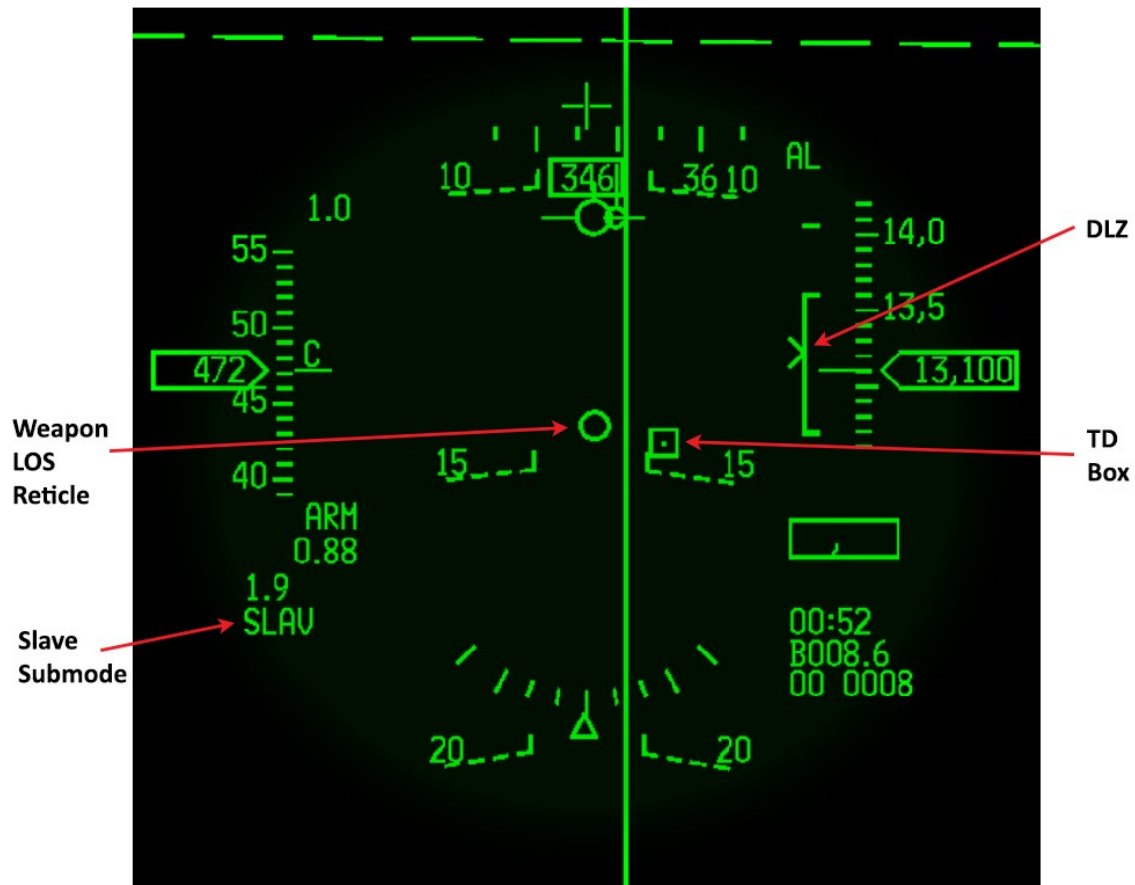 AL
10
346
36
10
1.0
55
14,0
DLZ
13,5
50
C
472
13,100
45
Weapon
LOS
Reticle
TD
Box
15
15
40
ARM
0.88
1.9
SLAV
Slave
Submode
00:52
B008.6
00 0008
20
20